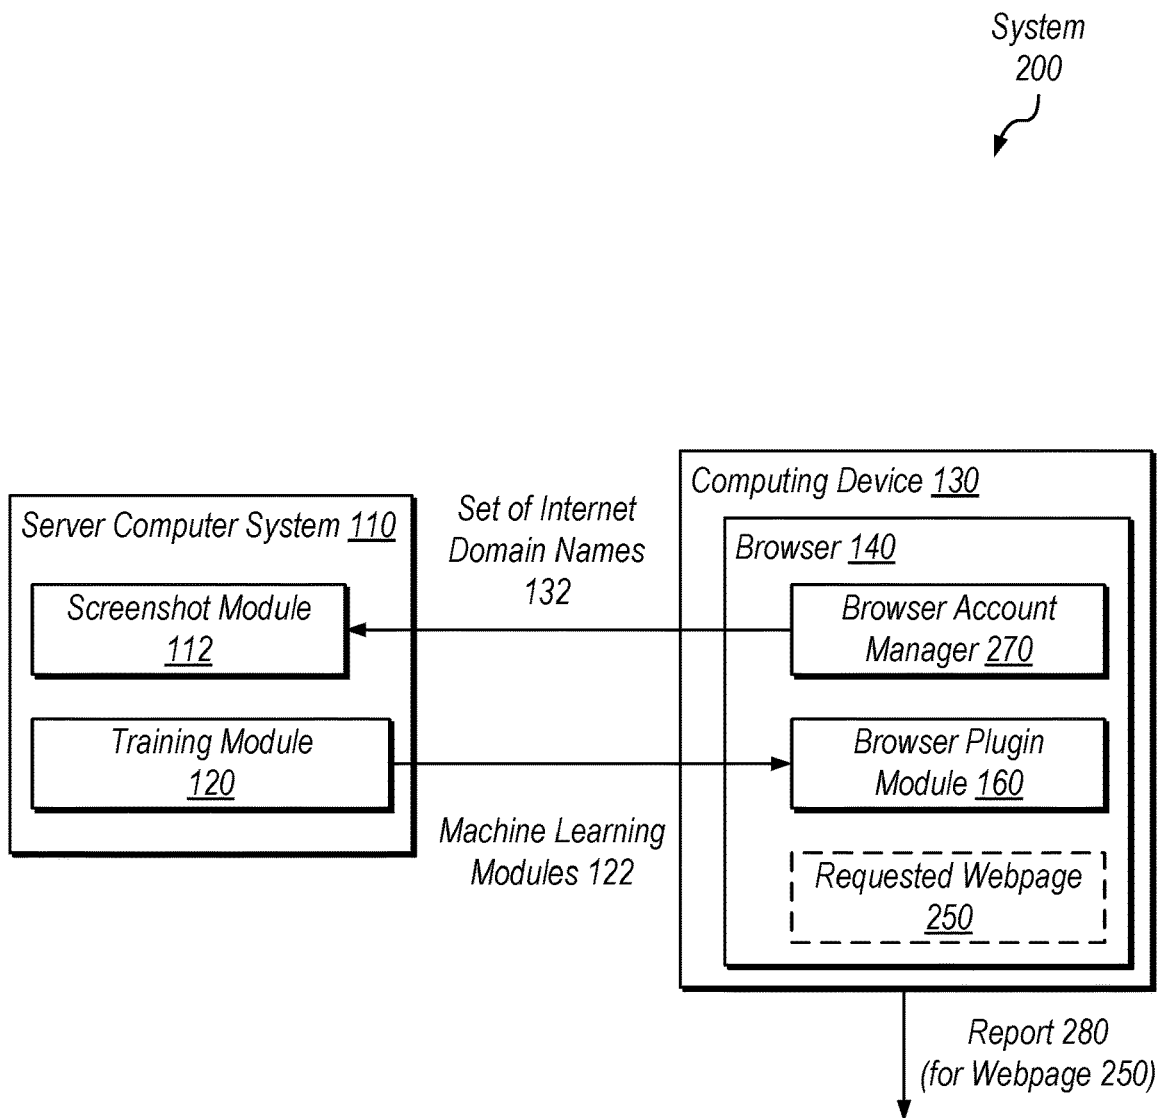 System
200
Computing Device 130
Server Computer System 110
Set of Internet
Domain Names
132
Browser 140
Screenshot Module
112
Browser Account
Manager 270
Training Module
120
Browser Plugin
Module 160
Machine Learning
Modules 122
Requested Webpage
250
Report 280
(for Webpage 250)